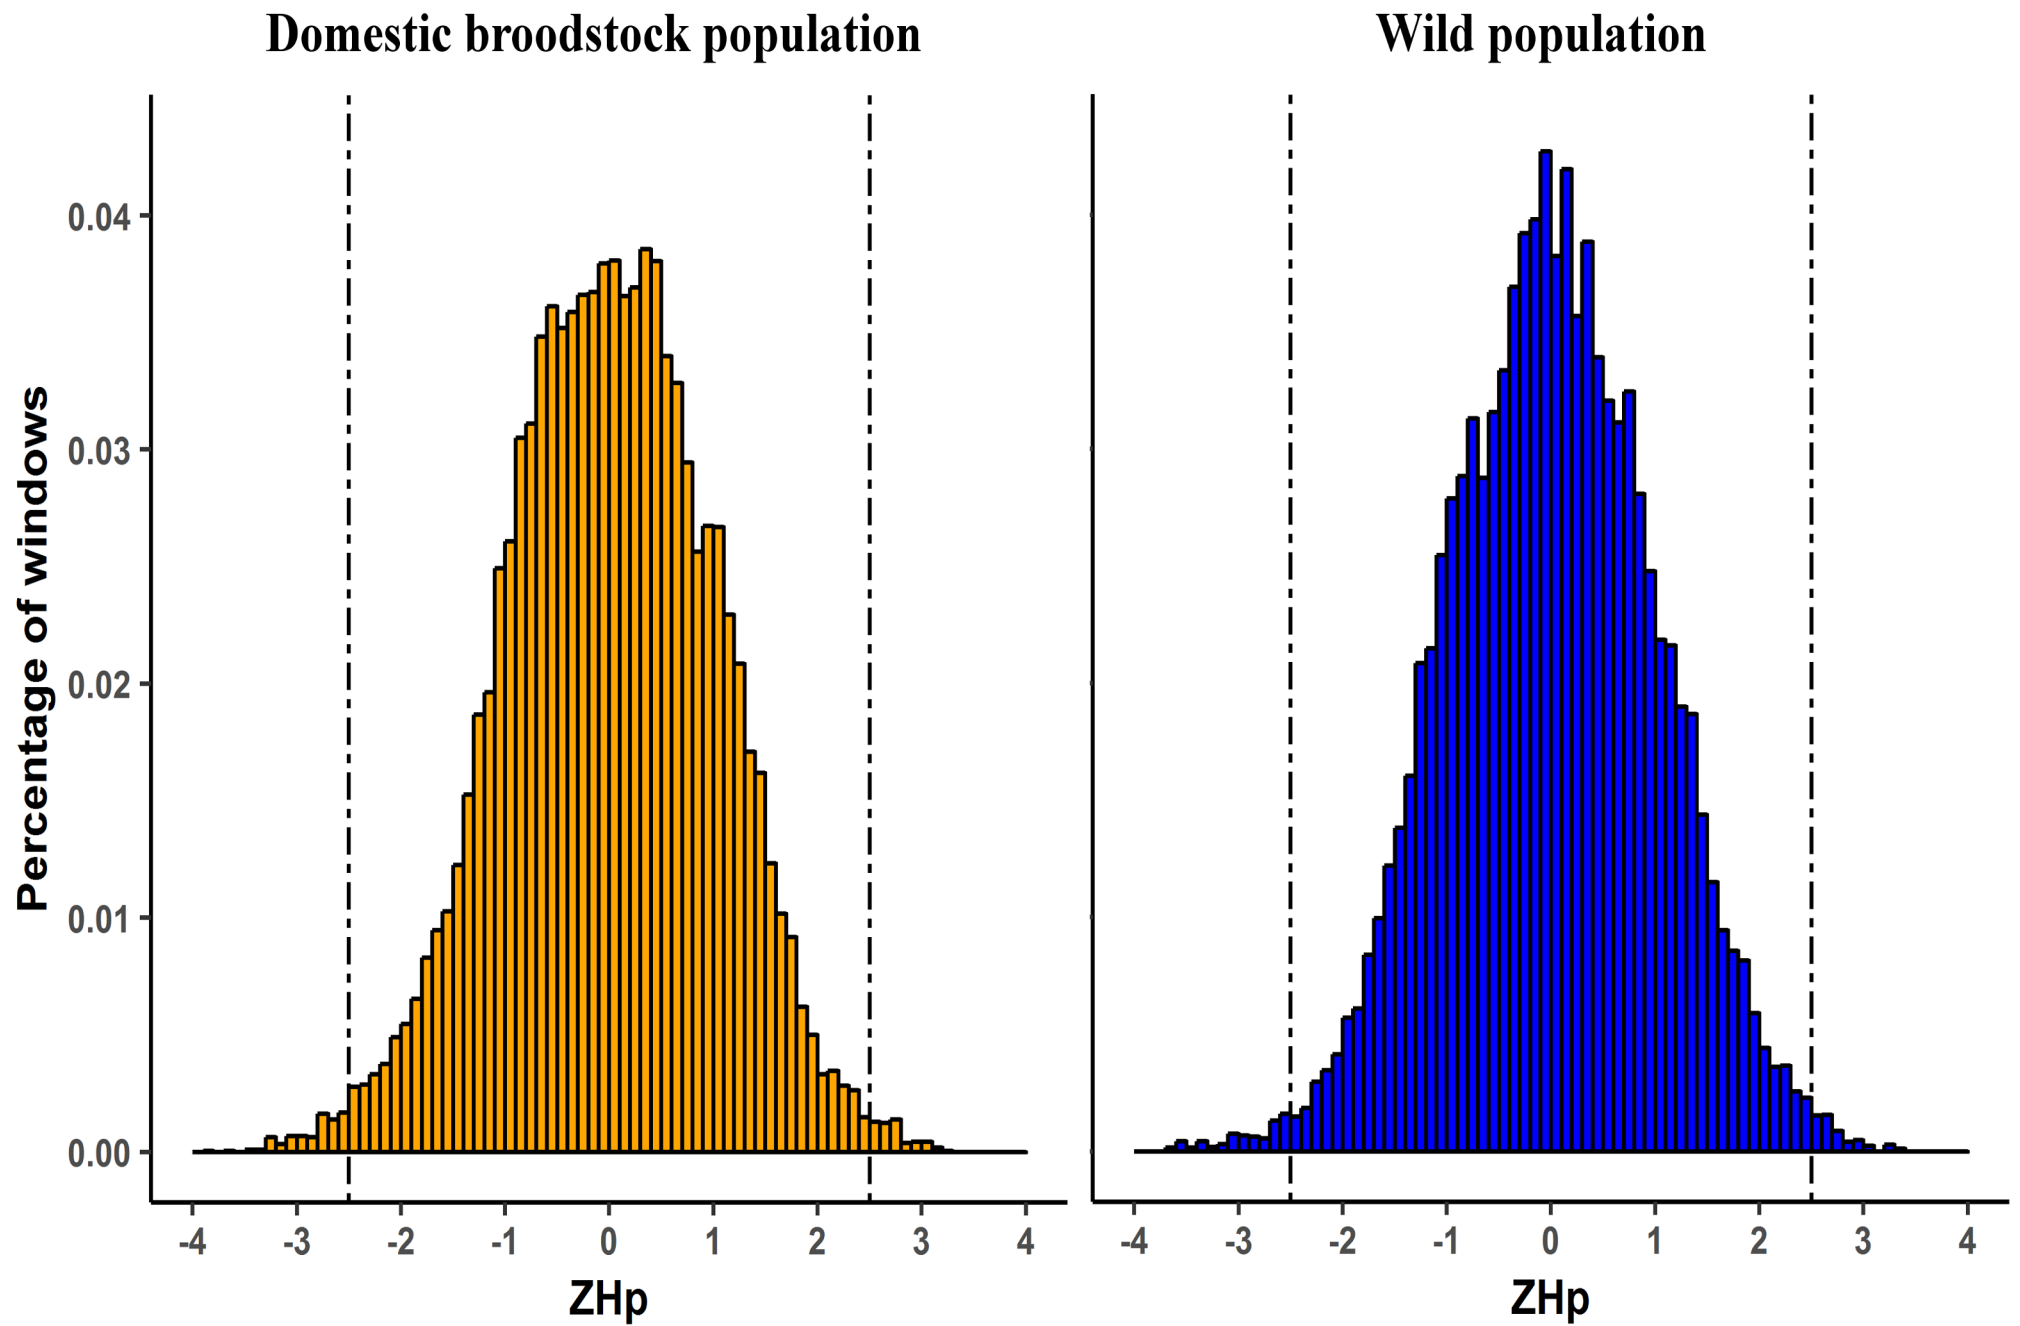 Domestic broodstock population
Wild population
Percentage of windows
0.04
0.03
0.02
0.01
0.00
-4 -3 -2 -1 0 1 2 3 4
-4 -3 -2 -1 0 1 2 3 4
ZHp
ZHp